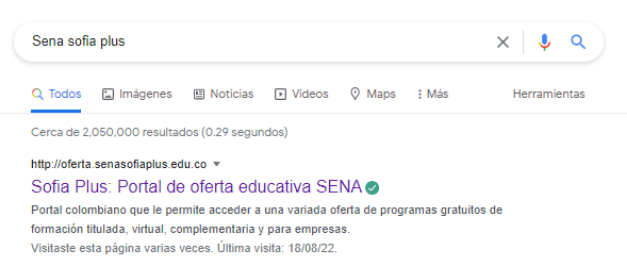 Sena sofia plus
Todos Imágenes Noticias Videos Maps Más Herramientas
Cerca de 2,050,000 resultados (0.29 segundos)
http://oferta.senasofiaplus.edu.co
Sofia Plus: Portal de oferta educativa SENA
Portal colombiano que le permite acceder a una variada oferta de programas gratuitos de
formación titulada, virtual, complementaria y para empresas.
Visitaste esta página varias veces. Última visita: 18/08/22.